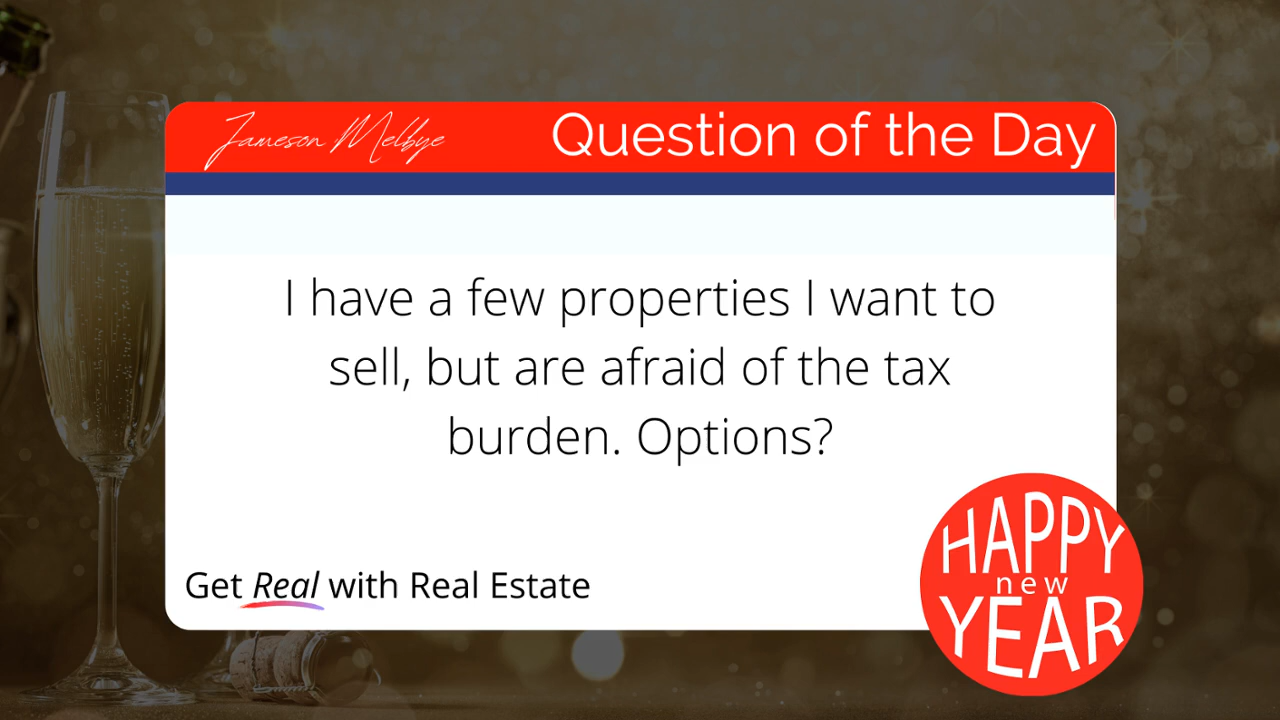 Jameson Melbye
Question of the Day
I have a few properties I want to
sell, but are afraid of the tax
burden. Options?
Get Real with Real Estate
HAPPY
new
YEAR